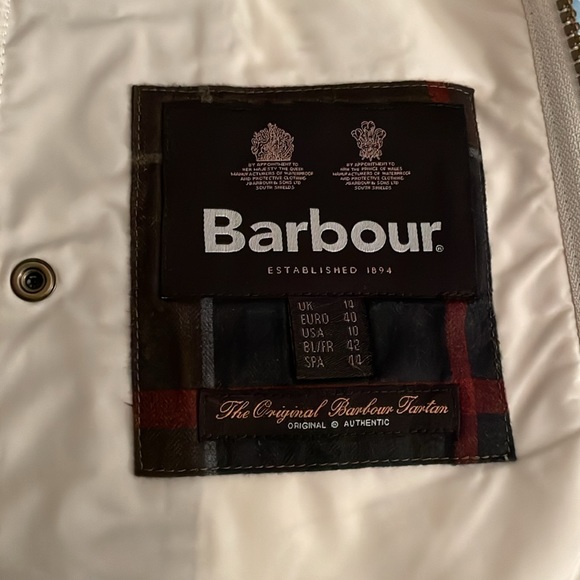 BY APPOINTMENT TO
HER MAJESTY THE QUEEN
MANUFACTURERS OF WATERPROOF
AND PROTECTIVE CLOTHING
J BARBOUR & SONS LTD
SOUTH SHIELDS
BY APPOINTMENT TO
HRH THE PRINCE OF WALES
MANUFACTURERS OF WATERPROOF
AND PROTECTIVE CLOTHING
J BARBOUR & SONS LTD
SOUTH SHIELDS
Barbour®
ESTABLISHED 1894
UK 14
EURO 40
USA 10
BL/FR 42
SPA 44
The Original Barbour Tartan
ORIGINAL @ AUTHENTIC